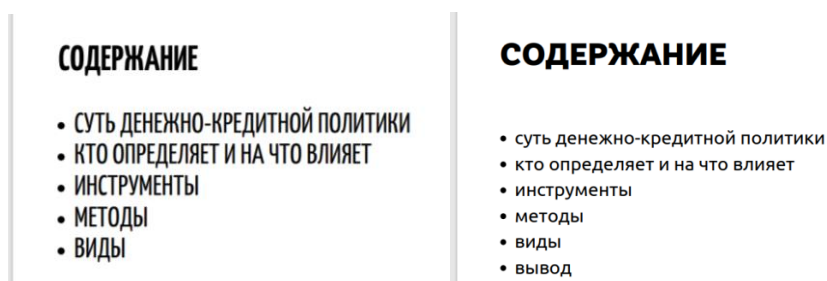 СОДЕРЖАНИЕ
• СУТЬ ДЕНЕЖНО-КРЕДИТНОЙ ПОЛИТИКИ
• КТО ОПРЕДЕЛЯЕТ И НА ЧТО ВЛИЯЕТ
• ИНСТРУМЕНТЫ
• МЕТОДЫ
• ВИДЫ
СОДЕРЖАНИЕ
• суть денежно-кредитной политики
• кто определяет и на что влияет
• инструменты
• методы
• виды
• вывод